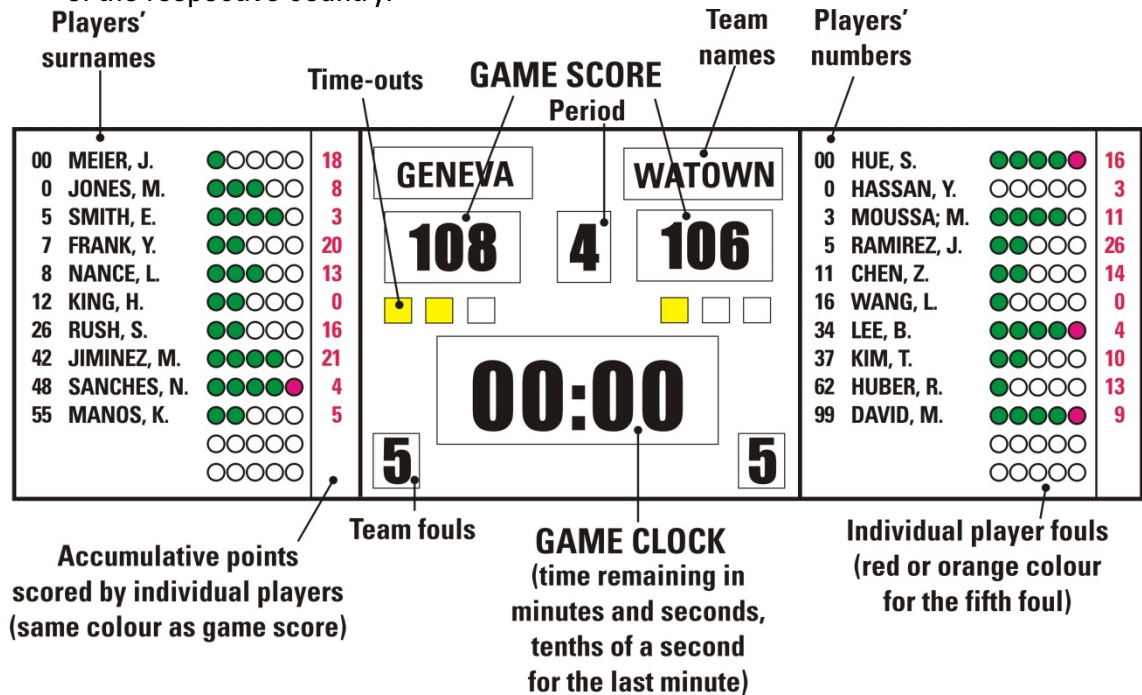 of the respective country.
Players'
surnames
Time-outs
GAME SCORE
Period
Team
names
Players'
numbers
00 MEIER, J. 18
0 JONES, M. 8
5 SMITH, E. 3
7 FRANK, Y. 20
8 NANCE, L. 13
12 KING, H. 0
26 RUSH, S. 16
42 JIMINEZ, M. 21
48 SANCHES, N. 4
55 MANOS, K. 5
GENEVA
WATOWN
108
4
106
00:00
5
5
00 HUE, S. 16
0 HASSAN, Y. 3
3 MOUSSA; M. 11
5 RAMIREZ, J. 26
11 CHEN, Z. 14
16 WANG, L. 0
34 LEE, B. 4
37 KIM, T. 10
62 HUBER, R. 13
99 DAVID, M. 9
Accumulative points
scored by individual players
(same colour as game score)
Team fouls
GAME CLOCK
(time remaining in
minutes and seconds,
tenths of a second
for the last minute)
Individual player fouls
(red or orange colour
for the fifth foul)